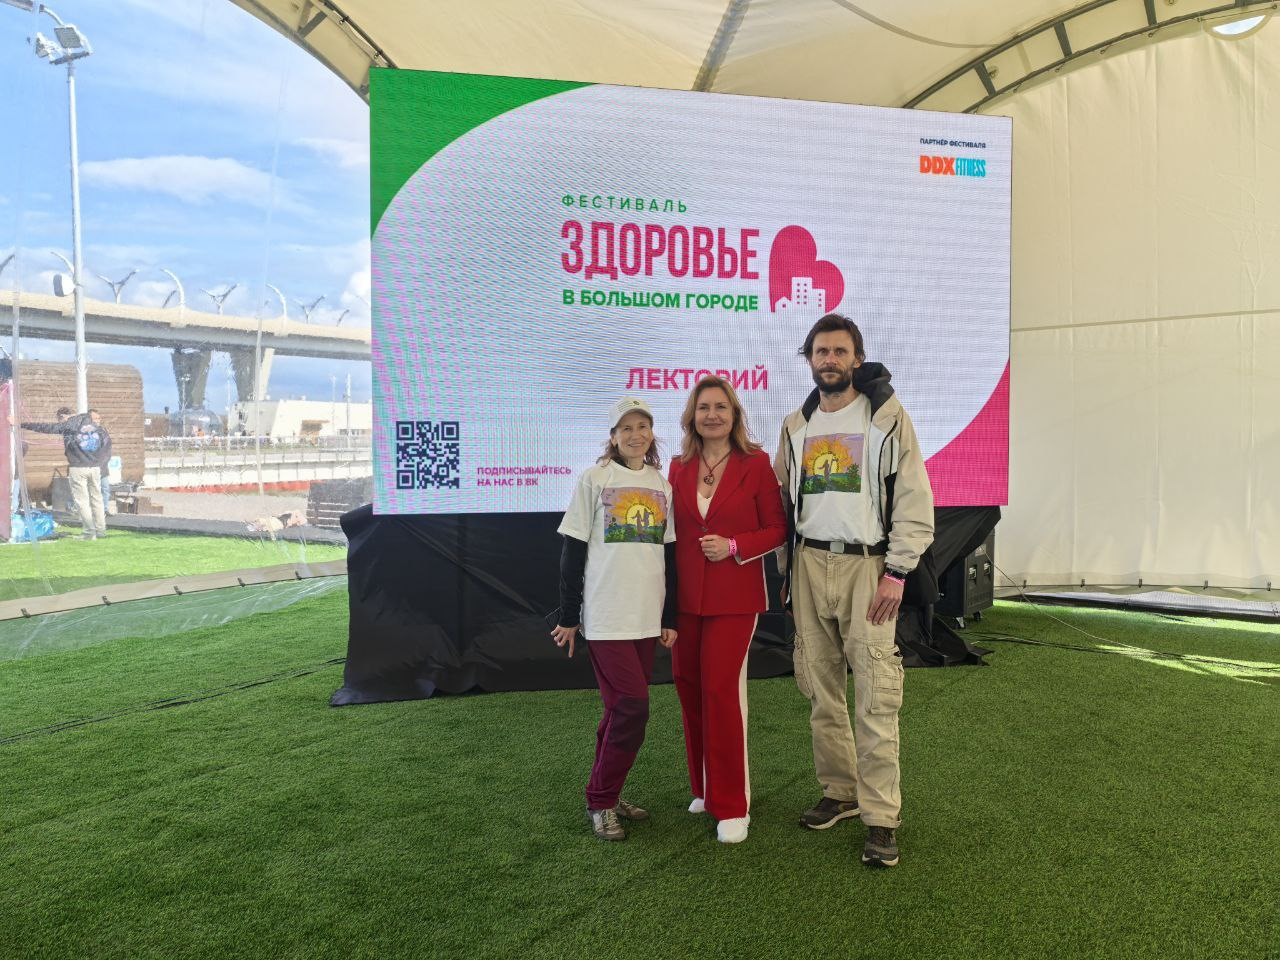 ПАРТНЁР ФЕСТИВАЛЯ
DDX FITNESS
ФЕСТИВАЛЬ
ЗДОРОВЬЕ
В БОЛЬШОМ ГОРОДЕ
ЛЕКТОРИЙ
ПОДПИСЫВАЙТЕСЬ
НА НАС В ВК